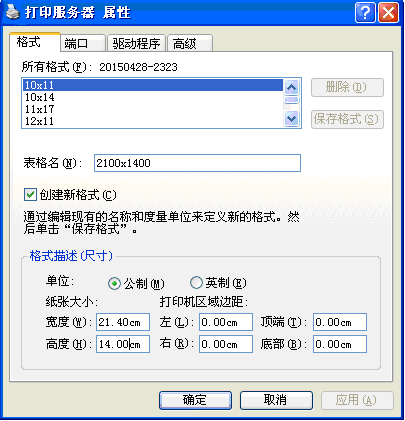 打印服务器 属性
格式 端口 驱动程序 高级
所有格式(F): 20150428-2323
10x11
10x14
11x17
12x11
删除(D)
保存格式(S)
表格名(N): 2100x1400
创建新格式(C)
通过编辑现有的名称和度量单位来定义新的格式。然
后单击“保存格式”。
格式描述(尺寸)
单位: 公制(M) 英制(E)
纸张大小: 打印机区域边距:
宽度(W): 21.40cm 左(L): 0.00cm 顶端(T): 0.00cm
高度(H): 14.00cm 右(R): 0.00cm 底部(B): 0.00cm
确定 取消 应用(A)